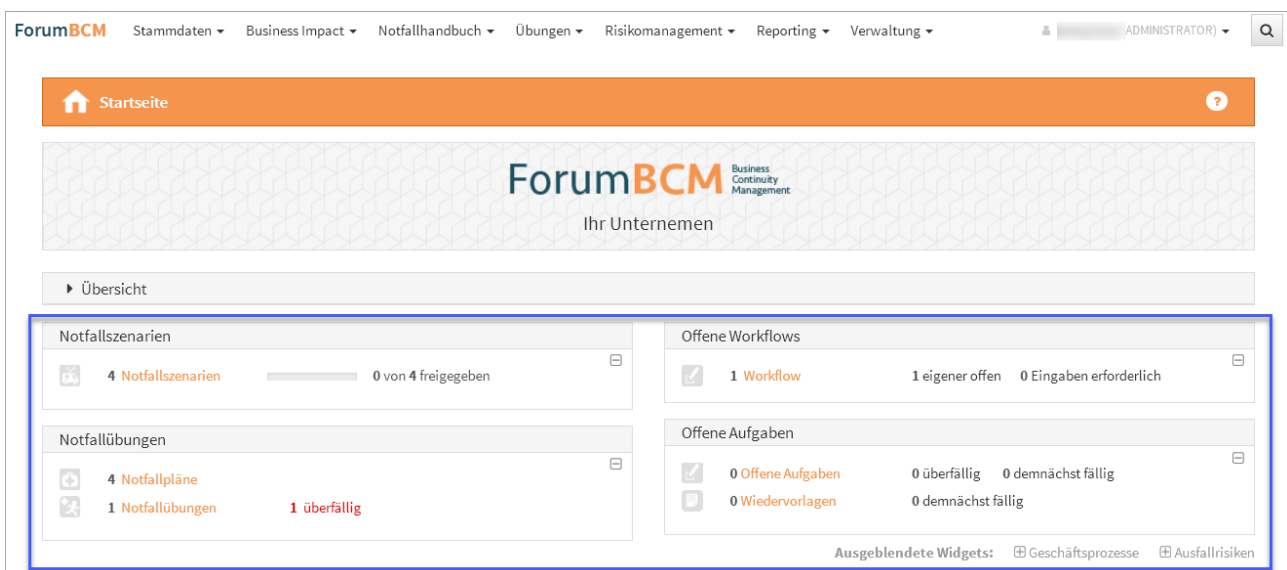 ForumBCM Stammdaten Business Impact Notfallhandbuch Übungen Risikomanagement Reporting Verwaltung ADMINISTRATOR)
Startseite ?
ForumBCM Business Continuity Management
Ihr Unternemen
Übersicht
Notfallszenarien
4 Notfallszenarien 0 von 4 freigegeben
Notfallübungen
4 Notfallpläne
1 Notfallübungen 1 überfällig
Offene Workflows
1 Workflow 1 eigener offen 0 Eingaben erforderlich
Offene Aufgaben
0 Offene Aufgaben 0 überfällig 0 demnächst fällig
0 Wiedervorlagen 0 demnächst fällig
Ausgeblendete Widgets: Geschäftsprozesse Ausfallrisiken